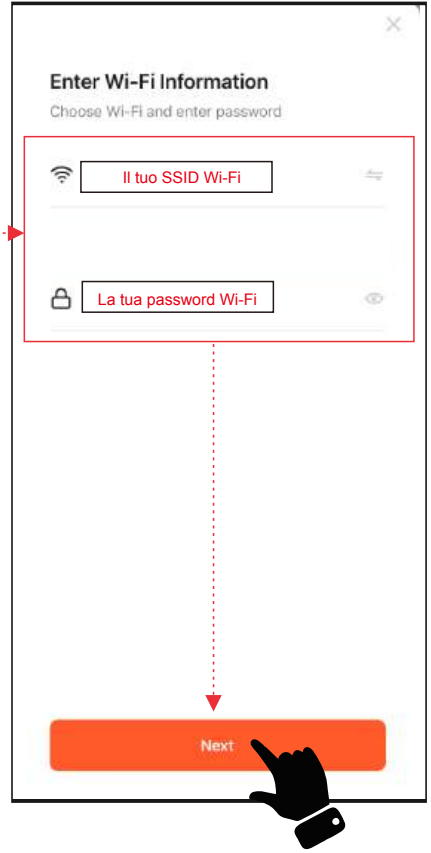 Enter Wi-Fi Information
Choose Wi-Fi and enter password
Il tuo SSID Wi-Fi
La tua password Wi-Fi
Next